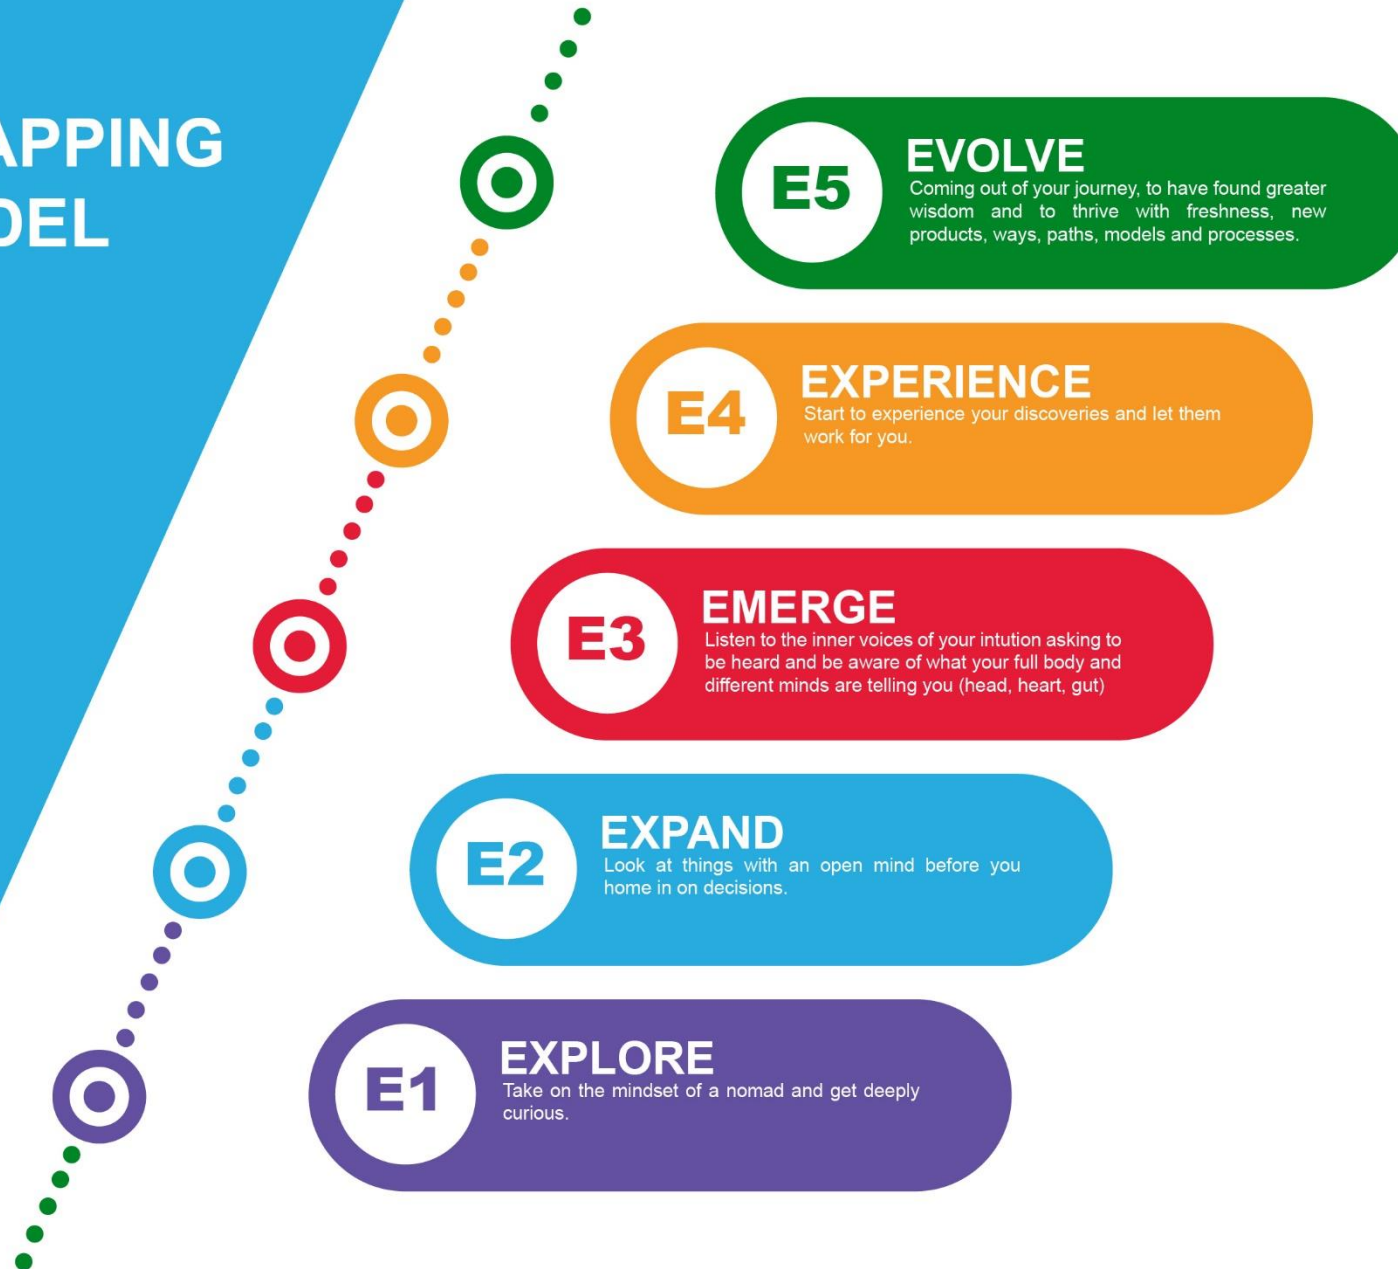 APPING
DEL
E5
EVOLVE
Coming out of your journey, to have found greater
wisdom and to thrive with freshness, new
products, ways, paths, models and processes.
E4
EXPERIENCE
Start to experience your discoveries and let them
work for you.
E3
EMERGE
Listen to the inner voices of your intution asking to
be heard and be aware of what your full body and
different minds are telling you (head, heart, gut)
E2
EXPAND
Look at things with an open mind before you
home in on decisions.
E1
EXPLORE
Take on the mindset of a nomad and get deeply
curious.